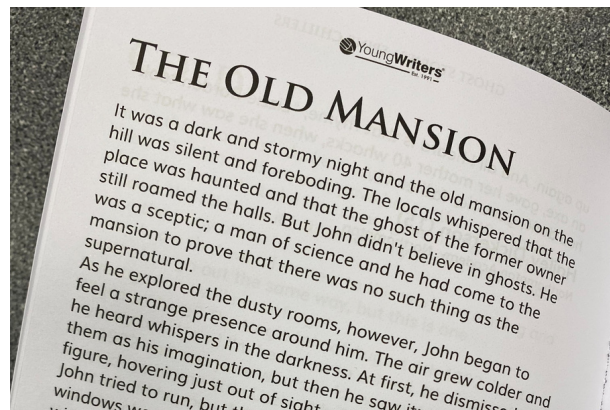 YoungWriters
Est. 1991
THE OLD MANSION
It was a dark and stormy night and the old mansion on the
hill was silent and foreboding. The locals whispered that the
place was haunted and that the ghost of the former owner
still roamed the halls. But John didn't believe in ghosts. He
was a sceptic; a man of science and he had come to the
mansion to prove that there was no such thing as the
supernatural.
As he explored the dusty rooms, however, John began to
feel a strange presence around him. The air grew colder and
he heard whispers in the darkness. At first, he
them as his imagination, but then he saw
figure, hovering just out of sight
John tried to run, but
windows